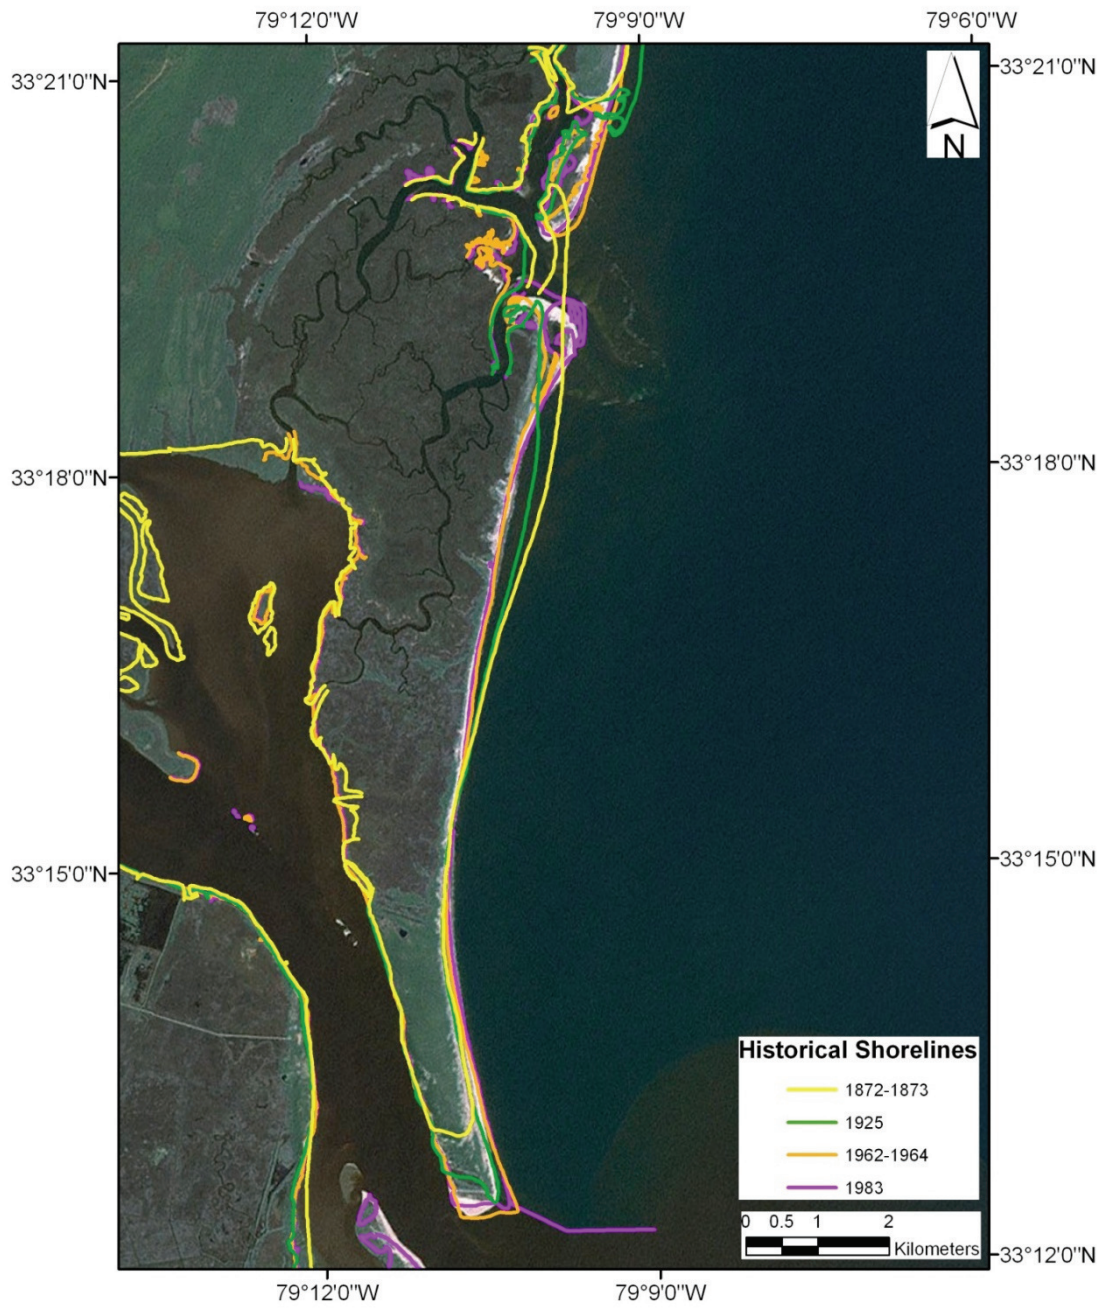 79°12'0"W 79°9'0"W 79°6'0"W
33°21'0"N 33°21'0"N
N
33°18'0"N 33°18'0"N
33°15'0"N 33°15'0"N
Historical Shorelines
1872-1873
1925
1962-1964
1983
0 0.5 1 2
Kilometers
33°12'0"N
79°12'0"W 79°9'0"W